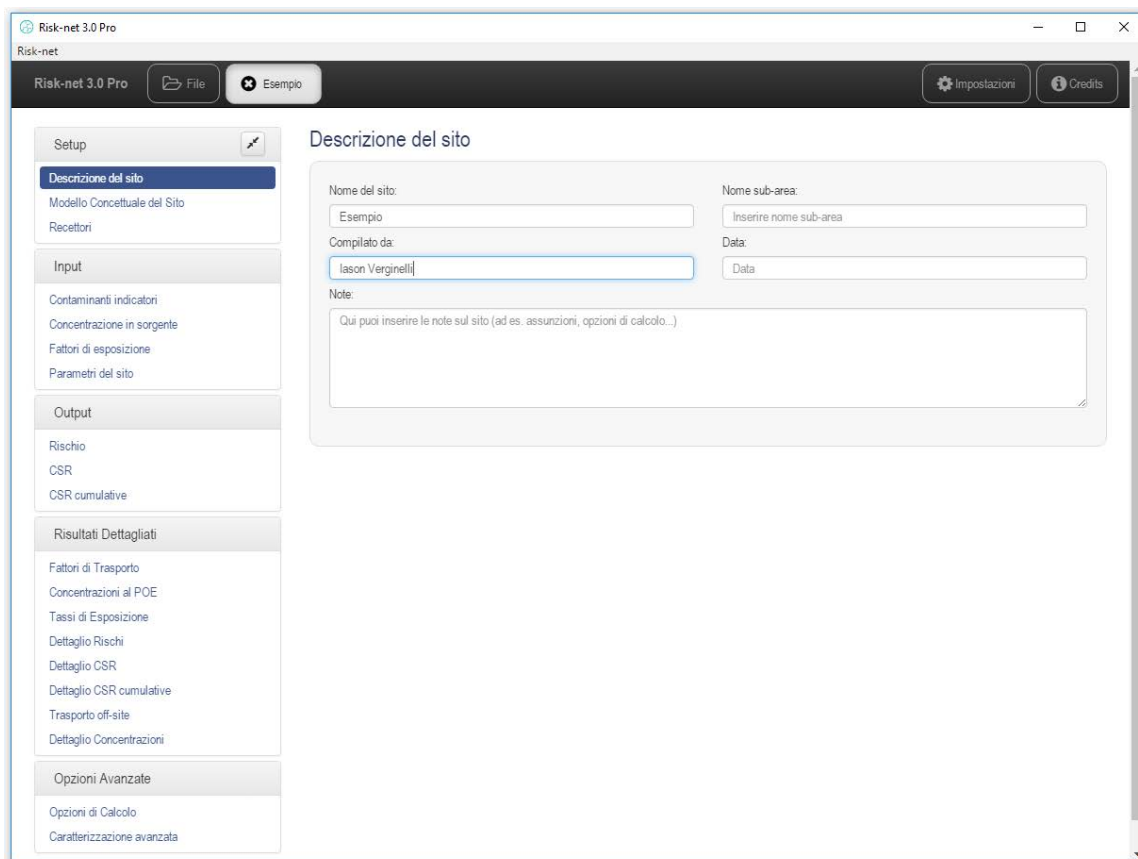 Risk-net 3.0 Pro
Risk-net
Risk-net 3.0 Pro File Esempio Impostazioni Credits
Setup
Descrizione del sito
Modello Concettuale del Sito
Recettori
Input
Contaminanti indicatori
Concentrazione in sorgente
Fattori di esposizione
Parametri del sito
Output
Rischio
CSR
CSR cumulative
Risultati Dettagliati
Fattori di Trasporto
Concentrazioni al POE
Tassi di Esposizione
Dettaglio Rischi
Dettaglio CSR
Dettaglio CSR cumulative
Trasporto off-site
Dettaglio Concentrazioni
Opzioni Avanzate
Opzioni di Calcolo
Caratterizzazione avanzata
Descrizione del sito
Nome del sito: Nome sub-area:
Esempio Inserire nome sub-area
Compilato da: Data:
Iason Verginelli Data
Note:
Qui puoi inserire le note sul sito (ad es. assunzioni, opzioni di calcolo...)